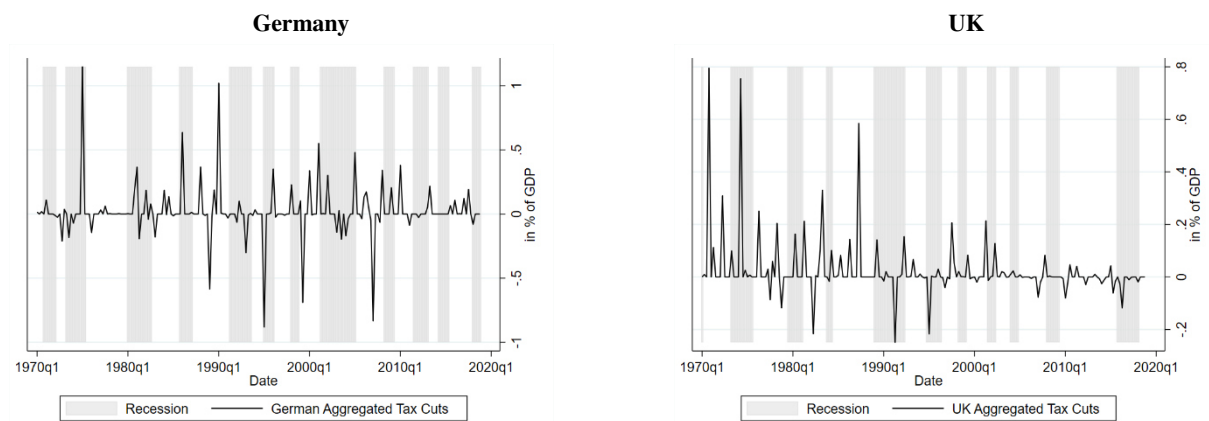 Germany
1
.5
0
-.5
-1
in % of GDP
1970q1 1980q1 1990q1 2000q1 2010q1 2020q1
Date
Recession German Aggregated Tax Cuts
UK
.8
.6
.4
.2
0
.2
in % of GDP
1970q1 1980q1 1990q1 2000q1 2010q1 2020q1
Date
Recession UK Aggregated Tax Cuts